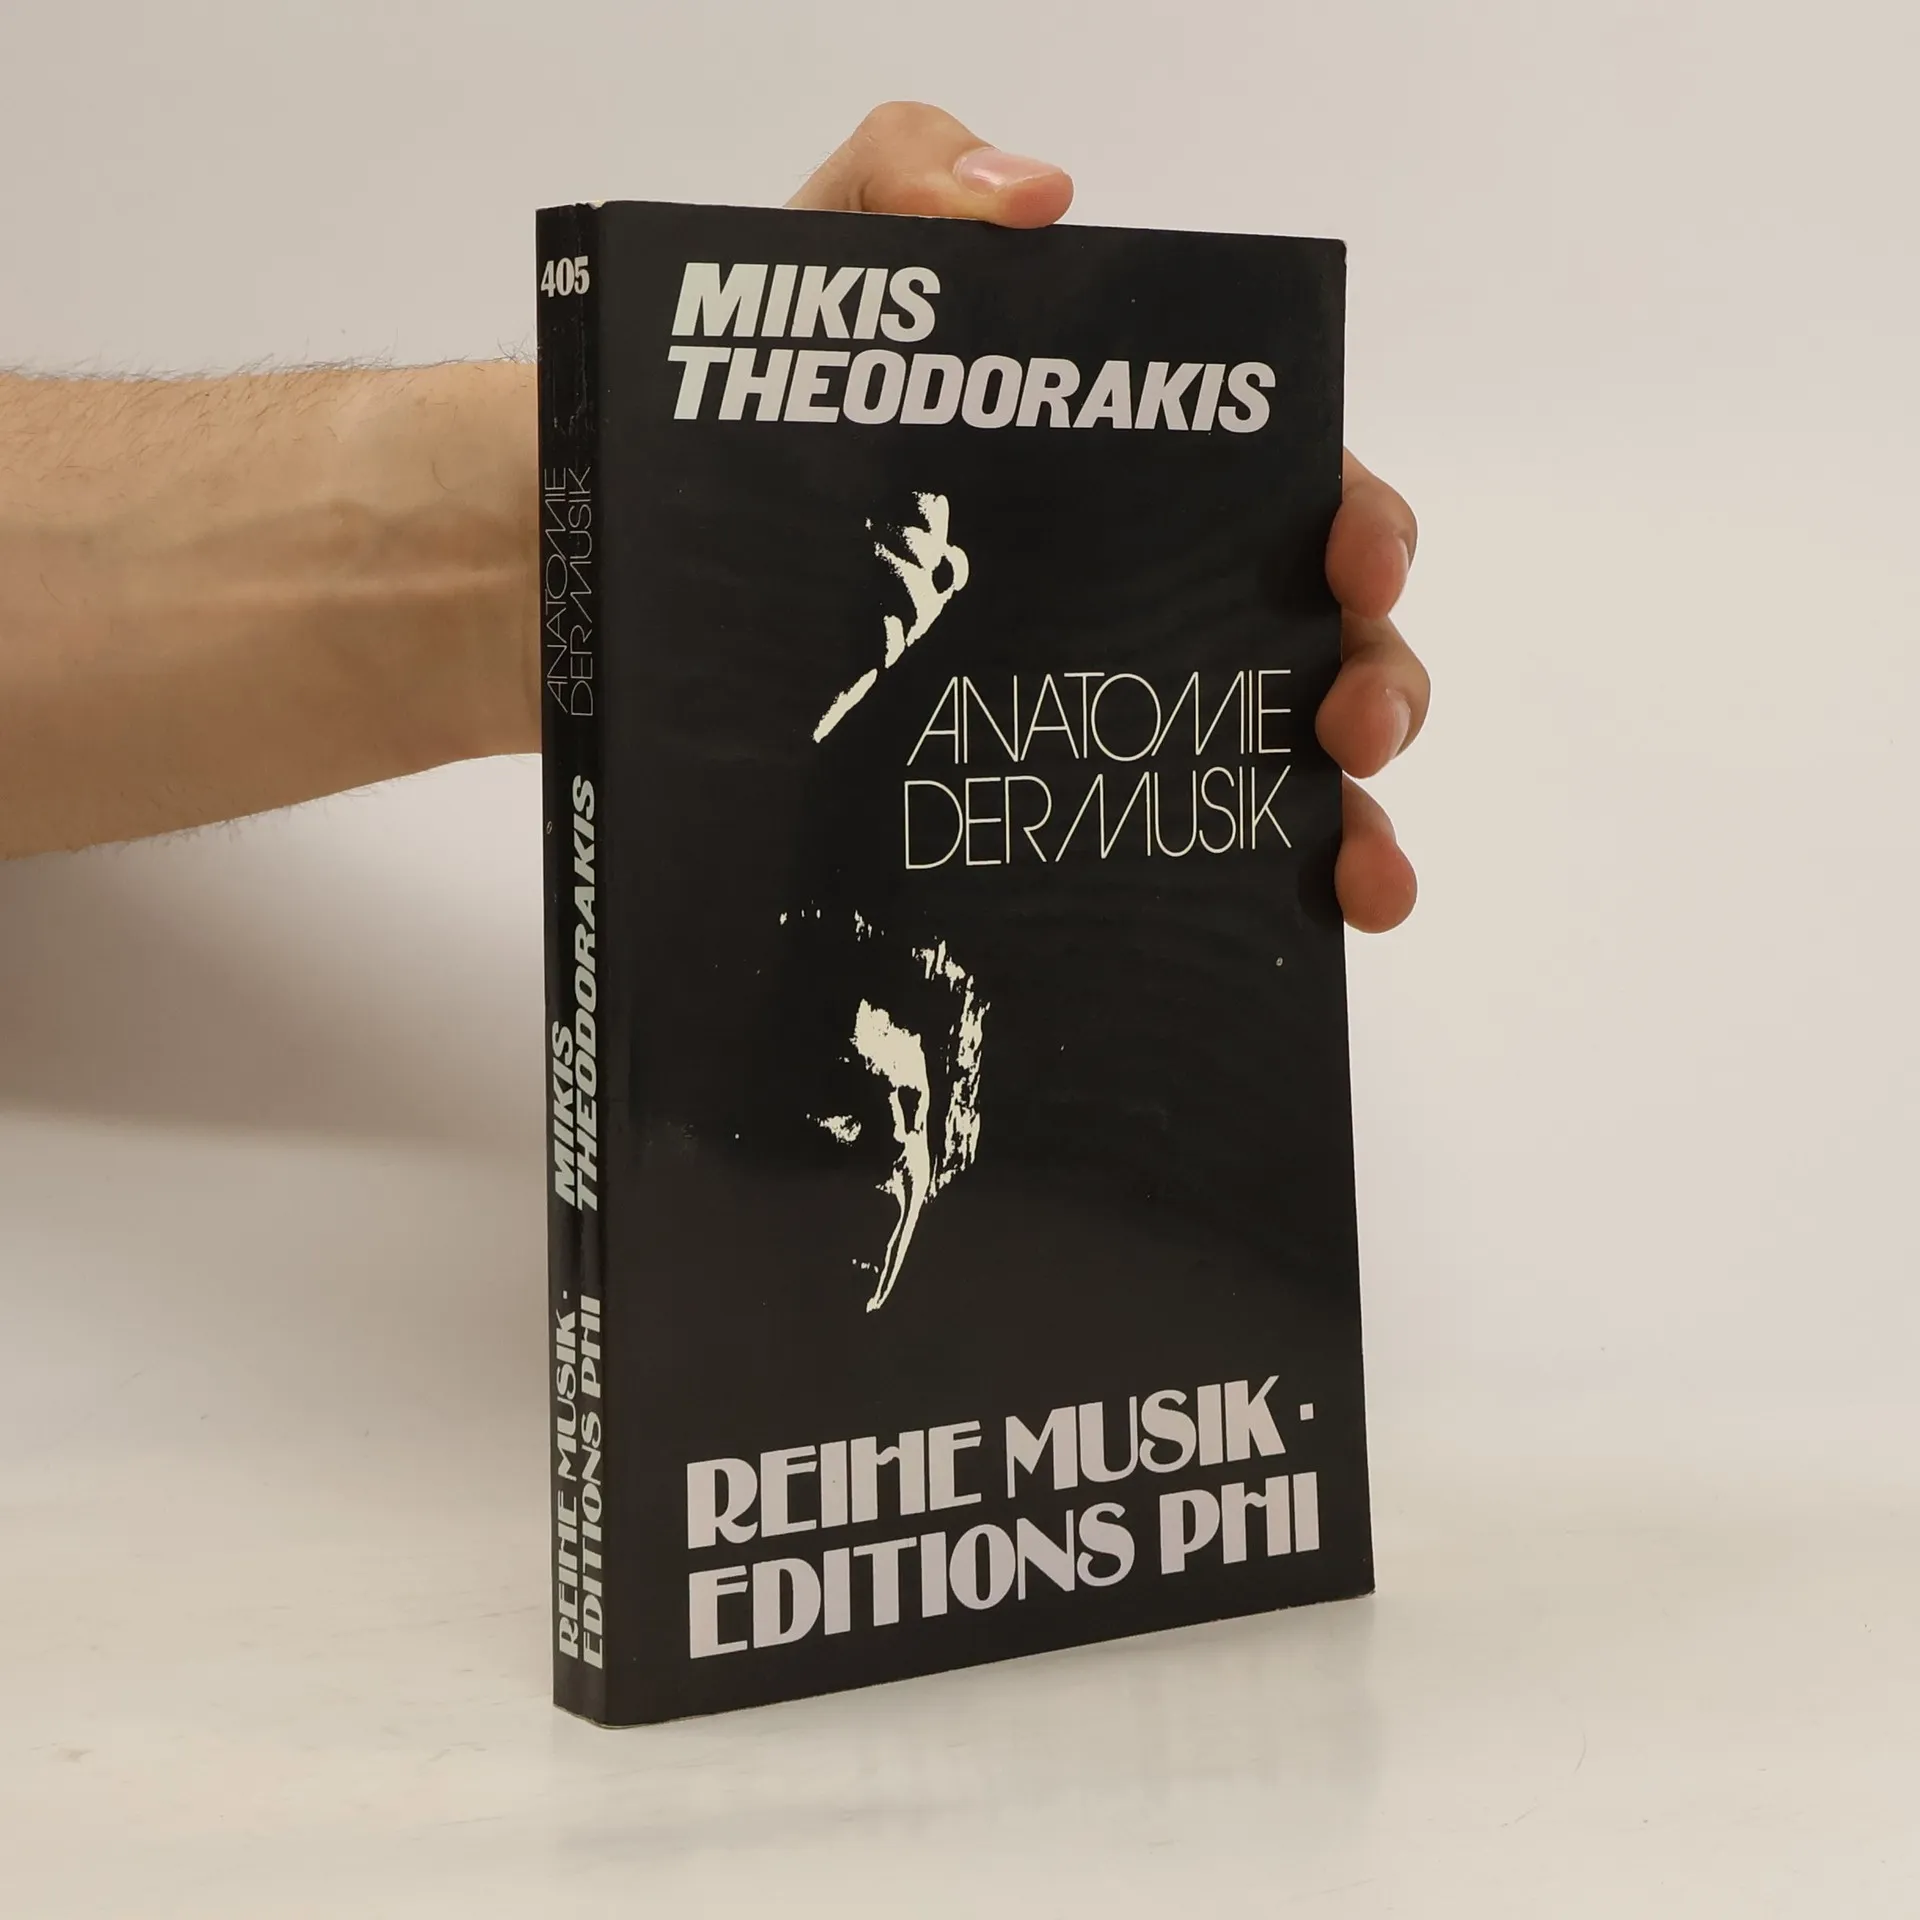 405
ANATOMIE
DER MUSIK
MIKIS
THEODORAKIS
REIHE MUSIK ·
EDITIONS PHI
MIKIS
THEODORAKIS
ANATOMIE
DER MUSIK
REIHE MUSIK ·
EDITIONS PHI